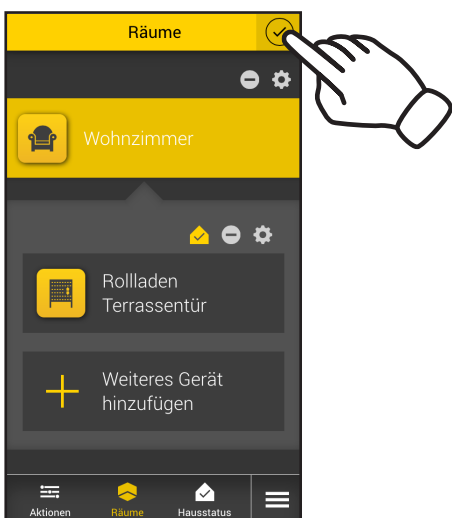 Räume
Wohnzimmer
Rollladen
Terrassentür
Weiteres Gerät
hinzufügen
Aktionen Räume Hausstatus